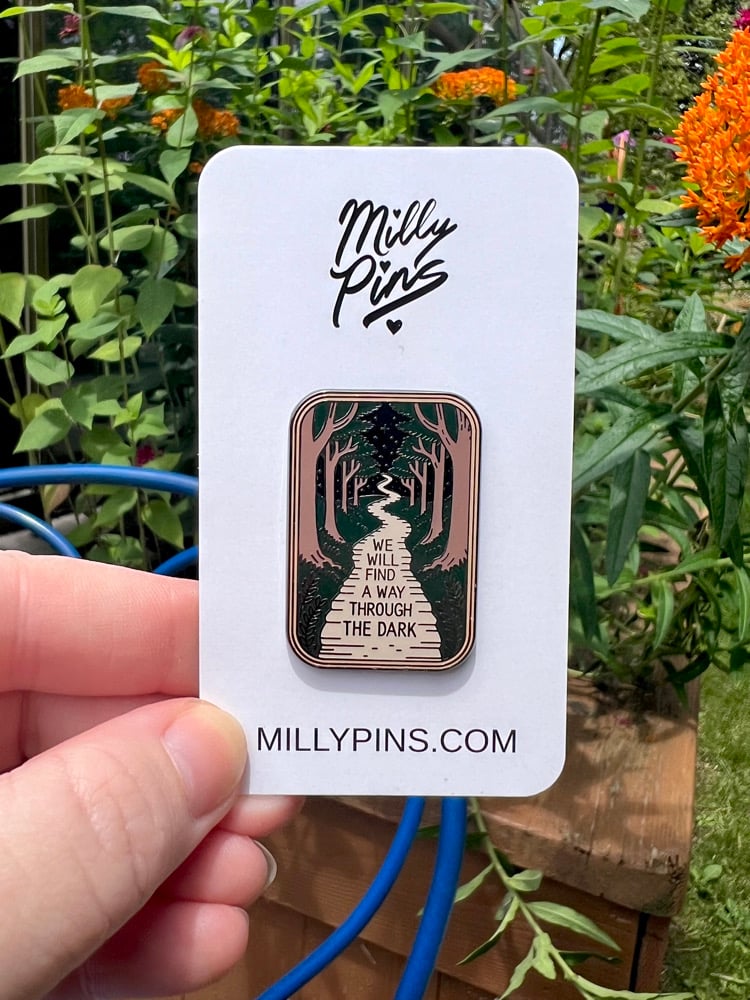 Milly
Pins
WE
WILL
FIND
A WAY
THROUGH
THE DARK
MILLYPINS.COM